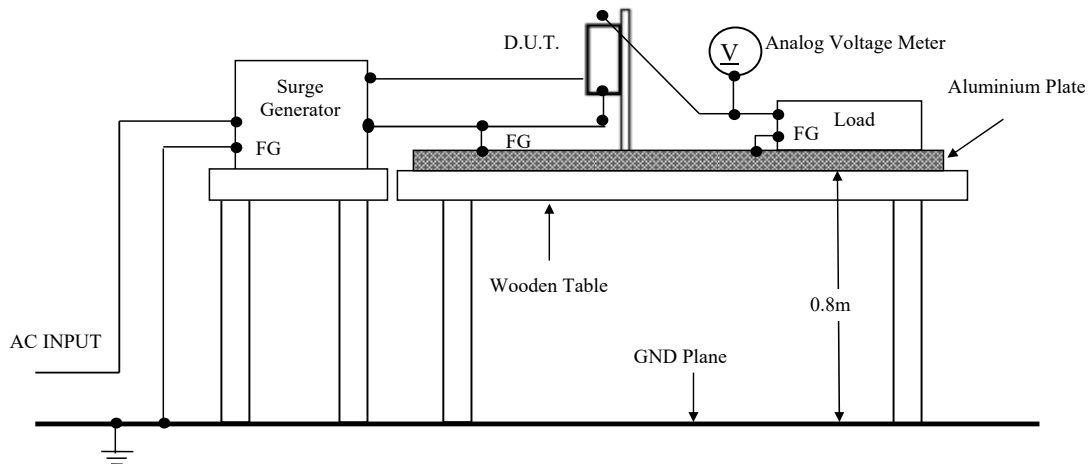 D.U.T.
V
Analog Voltage Meter
Surge
Generator
Aluminium Plate
Load
FG
FG
FG
Wooden Table
0.8m
AC INPUT
GND Plane